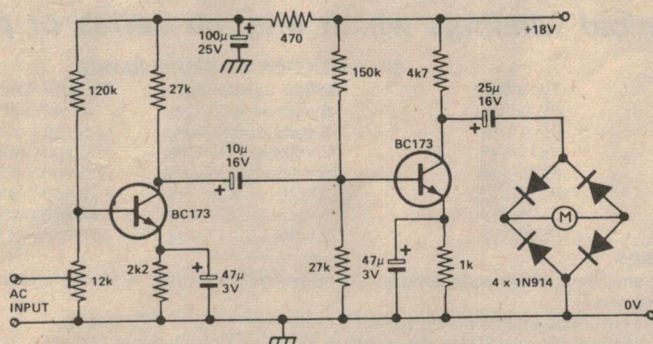 100µ
25V
+
470
+18V
120k
27k
150k
4k7
25µ
16V
+
10µ
16V
+
BC173
BC173
M
12k
2k2
+
47µ
3V
27k
+
47µ
3V
1k
4 x 1N914
AC
INPUT
0V